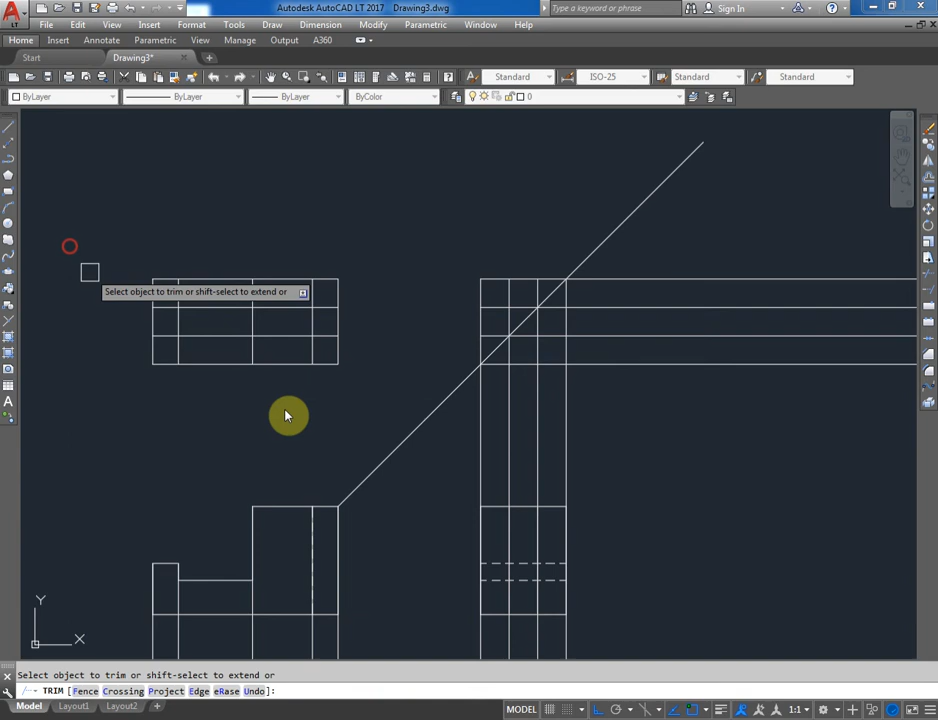 Autodesk AutoCAD LT 2017 Drawing3.dwg
Type a keyword or phrase
Sign In
LT
File Edit View Insert Format Tools Draw Dimension Modify Parametric Window Express
Home Insert Annotate Parametric View Manage Output A360
Start Drawing3*
Standard ISO-25 Standard Standard
ByLayer ByLayer ByLayer ByColor 0
Select object to trim or shift-select to extend or
Y
X
Select object to trim or shift-select to extend or
TRIM [Fence Crossing Project Edge eRase Undo]:
Model Layout1 Layout2 +
MODEL 1:1